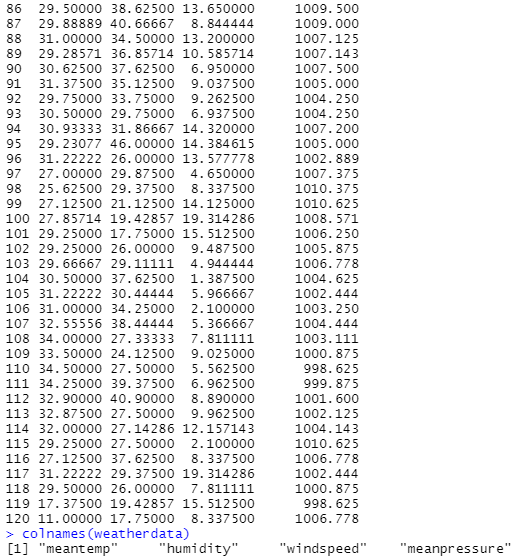 86 29.50000 38.62500 13.650000 1009.500
87 29.88889 40.66667 8.844444 1009.000
88 31.00000 34.50000 13.200000 1007.125
89 29.28571 36.85714 10.585714 1007.143
90 30.62500 37.62500 6.950000 1007.500
91 31.37500 35.12500 9.037500 1005.000
92 29.75000 33.75000 9.262500 1004.250
93 30.50000 29.75000 6.937500 1004.250
94 30.93333 31.86667 14.320000 1007.200
95 29.23077 46.00000 14.384615 1005.000
96 31.22222 26.00000 13.577778 1002.889
97 27.00000 29.87500 4.650000 1007.375
98 25.62500 29.37500 8.337500 1010.375
99 27.12500 21.12500 14.125000 1010.625
100 27.85714 19.42857 19.314286 1008.571
101 29.25000 17.75000 15.512500 1006.250
102 29.25000 26.00000 9.487500 1005.875
103 29.66667 29.11111 4.944444 1006.778
104 30.50000 37.62500 1.387500 1004.625
105 31.22222 30.44444 5.966667 1002.444
106 31.00000 34.25000 2.100000 1003.250
107 32.55556 38.44444 5.366667 1004.444
108 34.00000 27.33333 7.811111 1003.111
109 33.50000 24.12500 9.025000 1000.875
110 34.50000 27.50000 5.562500 998.625
111 34.25000 39.37500 6.962500 999.875
112 32.90000 40.90000 8.890000 1001.600
113 32.87500 27.50000 9.962500 1002.125
114 32.00000 27.14286 12.157143 1004.143
115 29.25000 27.50000 2.100000 1010.625
116 27.12500 37.62500 8.337500 1006.778
117 31.22222 29.37500 19.314286 1002.444
118 29.50000 26.00000 7.811111 1000.875
119 17.37500 19.42857 15.512500 998.625
120 11.00000 17.75000 8.337500 1006.778
> colnames(weatherdata)
[1] "meantemp" "humidity" "windspeed" "meanpressure"